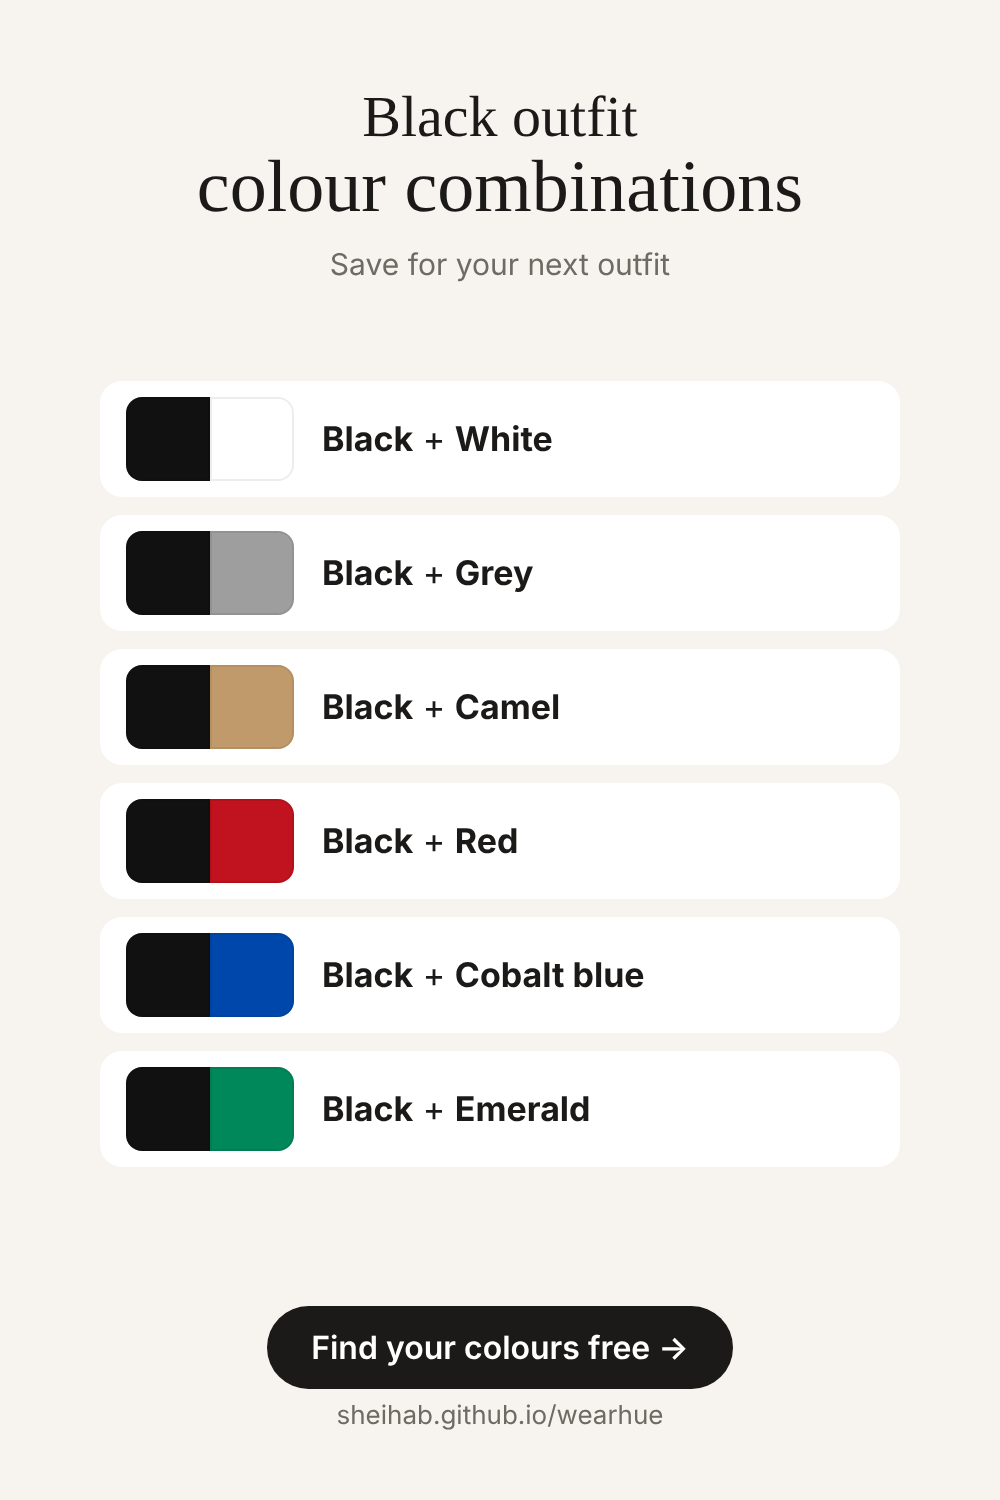 Black outfit
colour combinations
Save for your next outfit
Black + White
Black + Grey
Black + Camel
Black + Red
Black + Cobalt blue
Black + Emerald
Find your colours free →
sheihab.github.io/wearhue